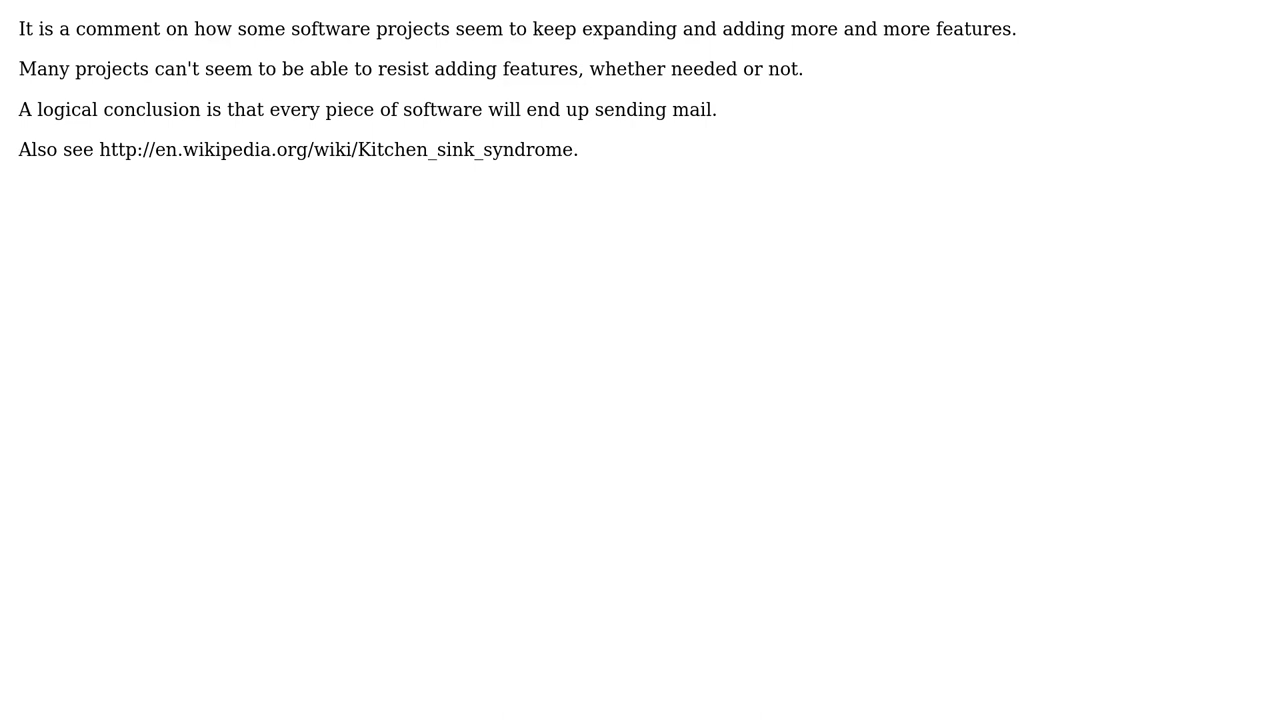 It is a comment on how some software projects seem to keep expanding and adding more and more features.
Many projects can't seem to be able to resist adding features, whether needed or not.
A logical conclusion is that every piece of software will end up sending mail.
Also see http://en.wikipedia.org/wiki/Kitchen_sink_syndrome.